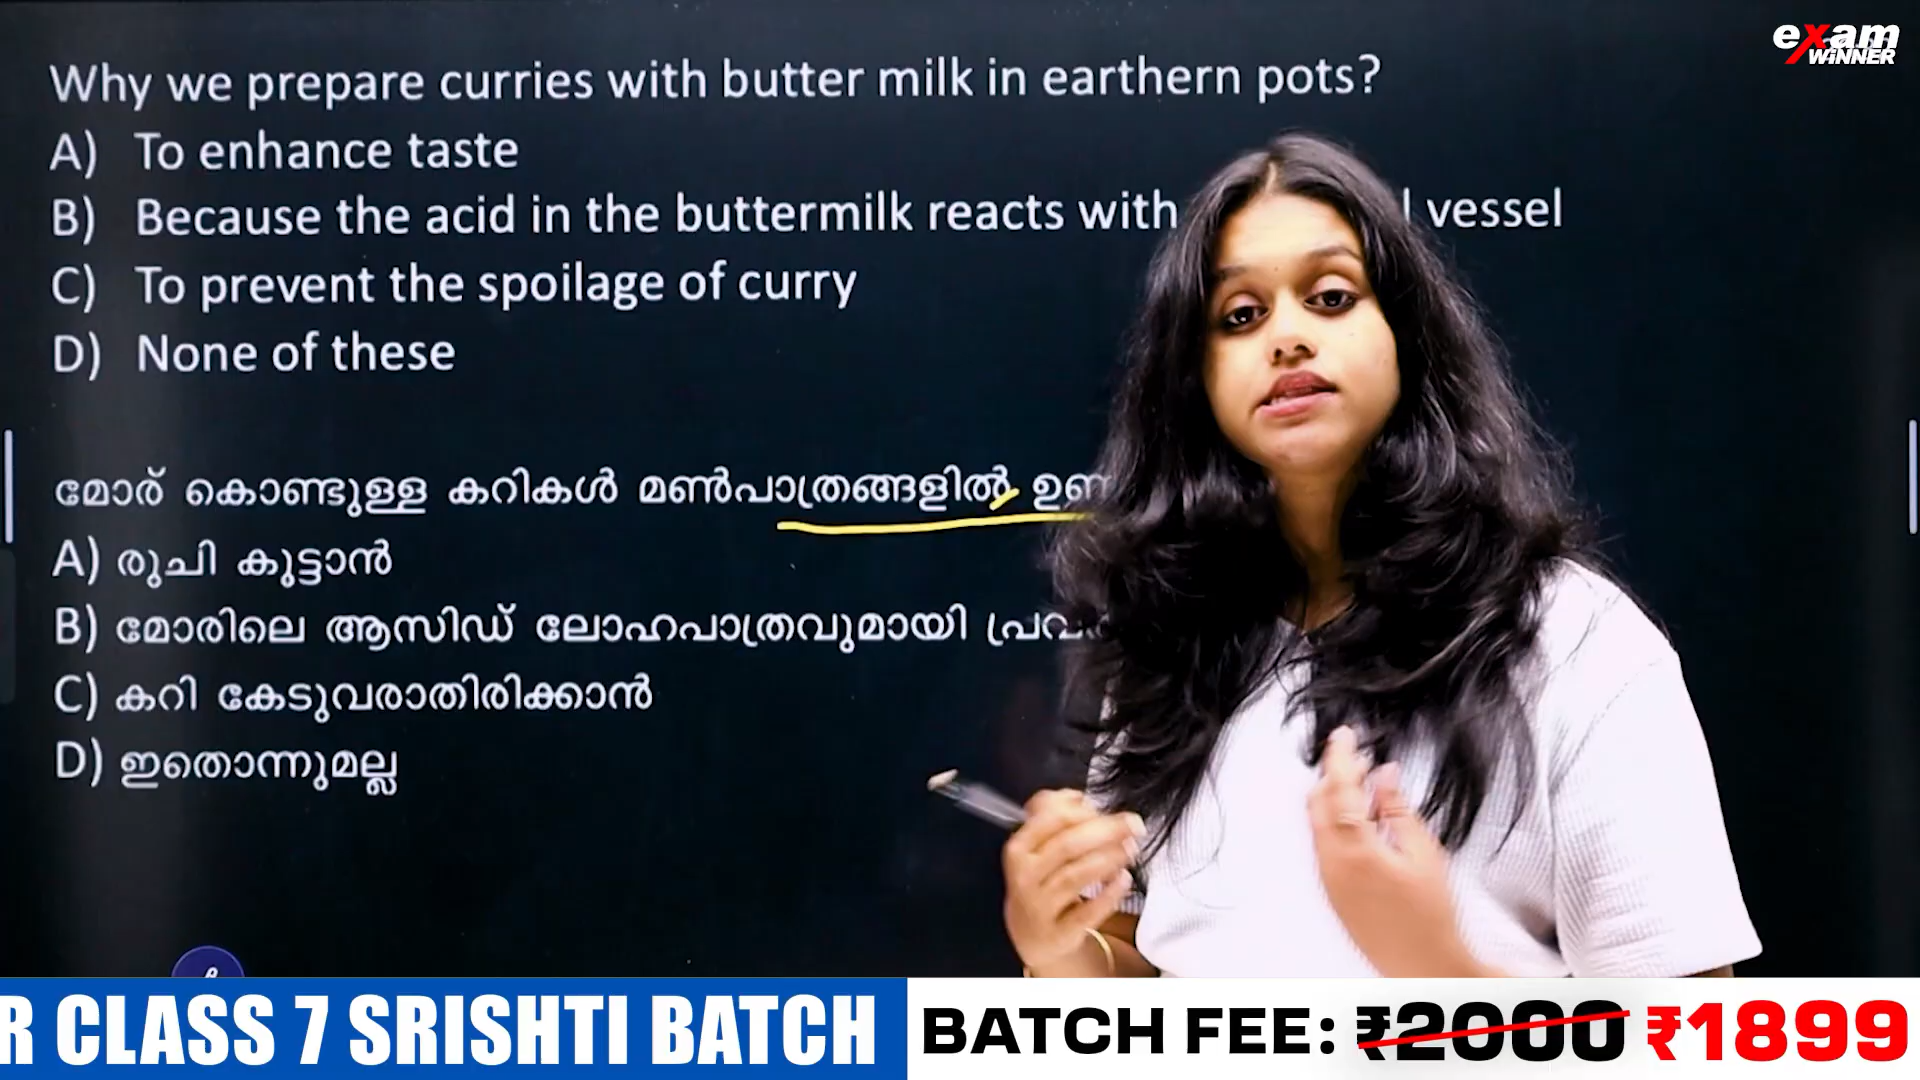 exam
WiNNER
Why we prepare curries with butter milk in earthern pots?
A) To enhance taste
B) Because the acid in the buttermilk reacts with vessel
C) To prevent the spoilage of curry
D) None of these
മോര് കൊണ്ടുള്ള കറികൾ മൺപാത്രങ്ങളിൽ
A) രുചി കൂട്ടാൻ
B) മോരിലെ ആസിഡ് ലോഹപാത്രവുമായി
C) കറി കേടുവരാതിരിക്കാൻ
D) ഇതൊന്നുമല്ല
R CLASS 7 SRISHTI BATCH
BATCH FEE: ₹2000 ₹1899